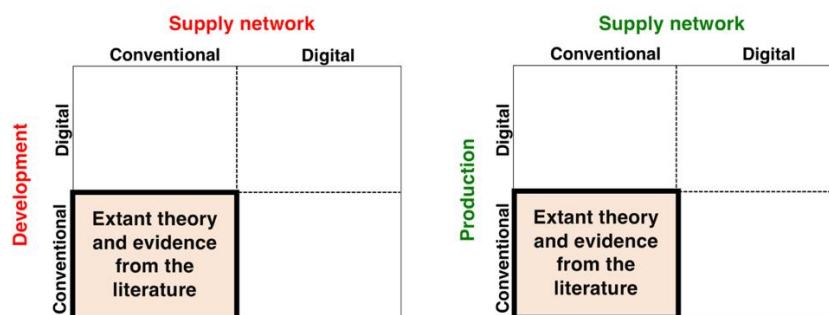 Supply network
Conventional Digital
Development
Digital
Conventional
Extant theory
and evidence
from the
literature
Supply network
Conventional Digital
Production
Digital
Conventional
Extant theory
and evidence
from the
literature